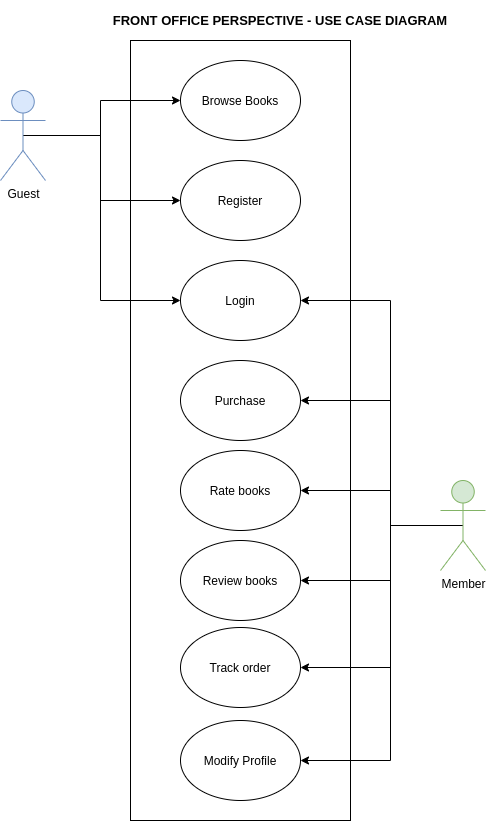 FRONT OFFICE PERSPECTIVE - USE CASE DIAGRAM
Browse Books
Guest
Register
Login
Purchase
Rate books
Review books
Member
Track order
Modify Profile